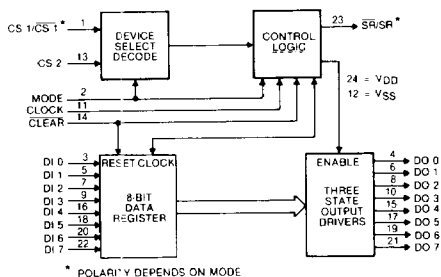 CS 1/C̅S̅ 1̅ * 1
DEVICE
SELECT
DECODE
CONTROL
LOGIC
23 S̅R̅/SR *
CS 2 13
24 = VDD
12 = VSS
MODE 2
CLOCK 11
C̅L̅E̅A̅R̅ 14
DI 0 3
DI 1 5
DI 2 7
DI 3 9
DI 4 16
DI 5 18
DI 6 20
DI 7 22
RESET CLOCK
8-BIT
DATA
REGISTER
ENABLE
THREE
STATE
OUTPUT
DRIVERS
4 DO 0
6 DO 1
8 DO 2
10 DO 3
15 DO 4
17 DO 5
19 DO 6
21 DO 7
* POLARITY DEPENDS ON MODE